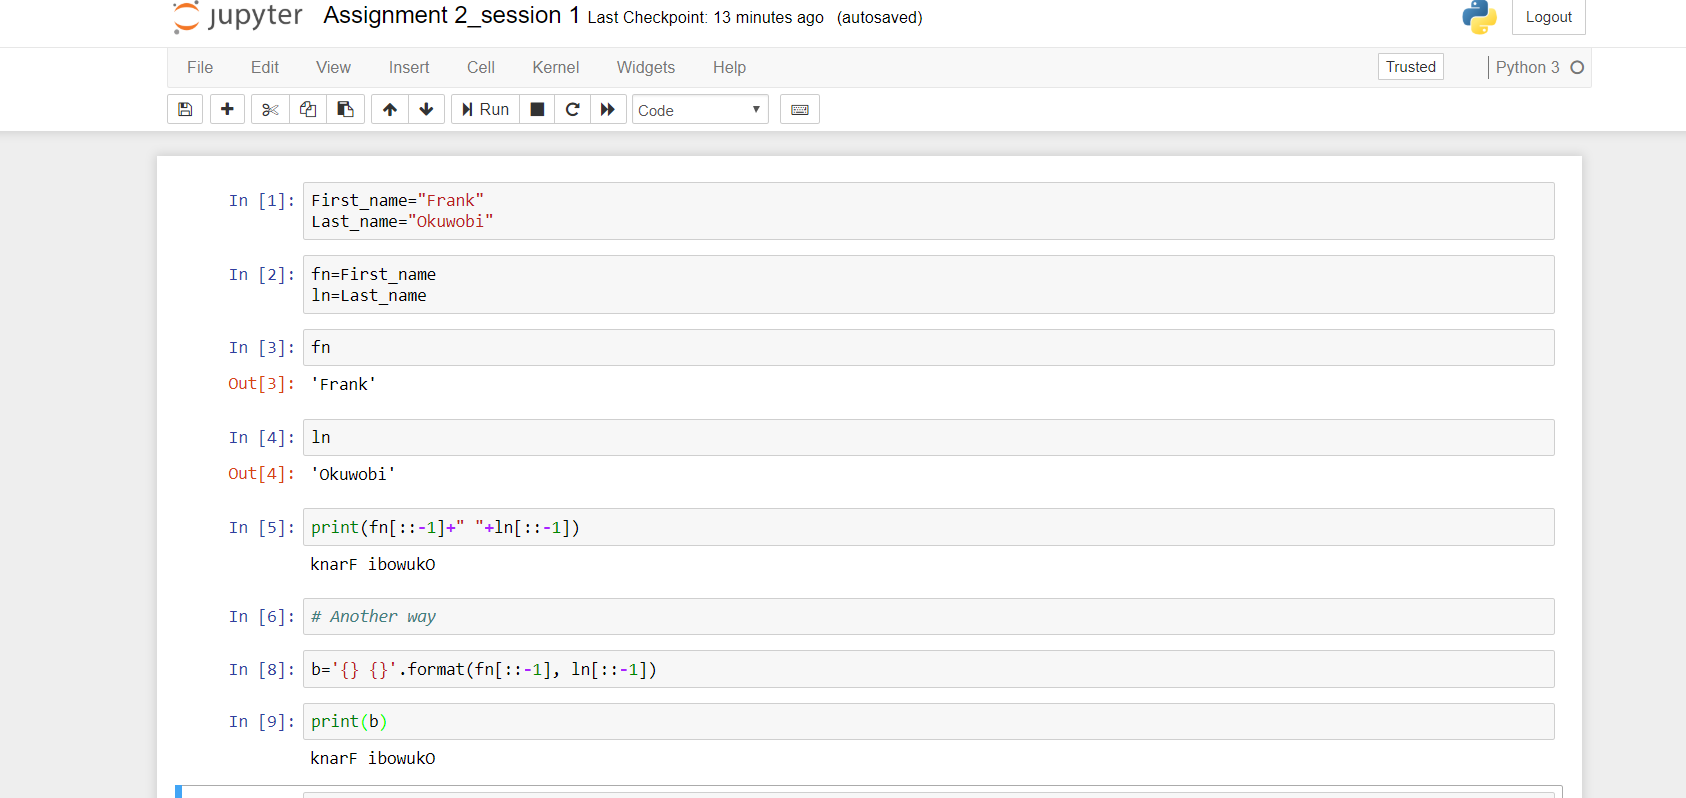 jupyter Assignment 2_session 1 Last Checkpoint: 13 minutes ago (autosaved) Logout
File Edit View Insert Cell Kernel Widgets Help Trusted Python 3
Run Code
In [1]: First_name="Frank"
Last_name="Okuwobi"
In [2]: fn=First_name
ln=Last_name
In [3]: fn
Out[3]: 'Frank'
In [4]: ln
Out[4]: 'Okuwobi'
In [5]: print(fn[::-1]+" "+ln[::-1])
knarF ibowukO
In [6]: # Another way
In [8]: b='{} {}'.format(fn[::-1], ln[::-1])
In [9]: print(b)
knarF ibowukO